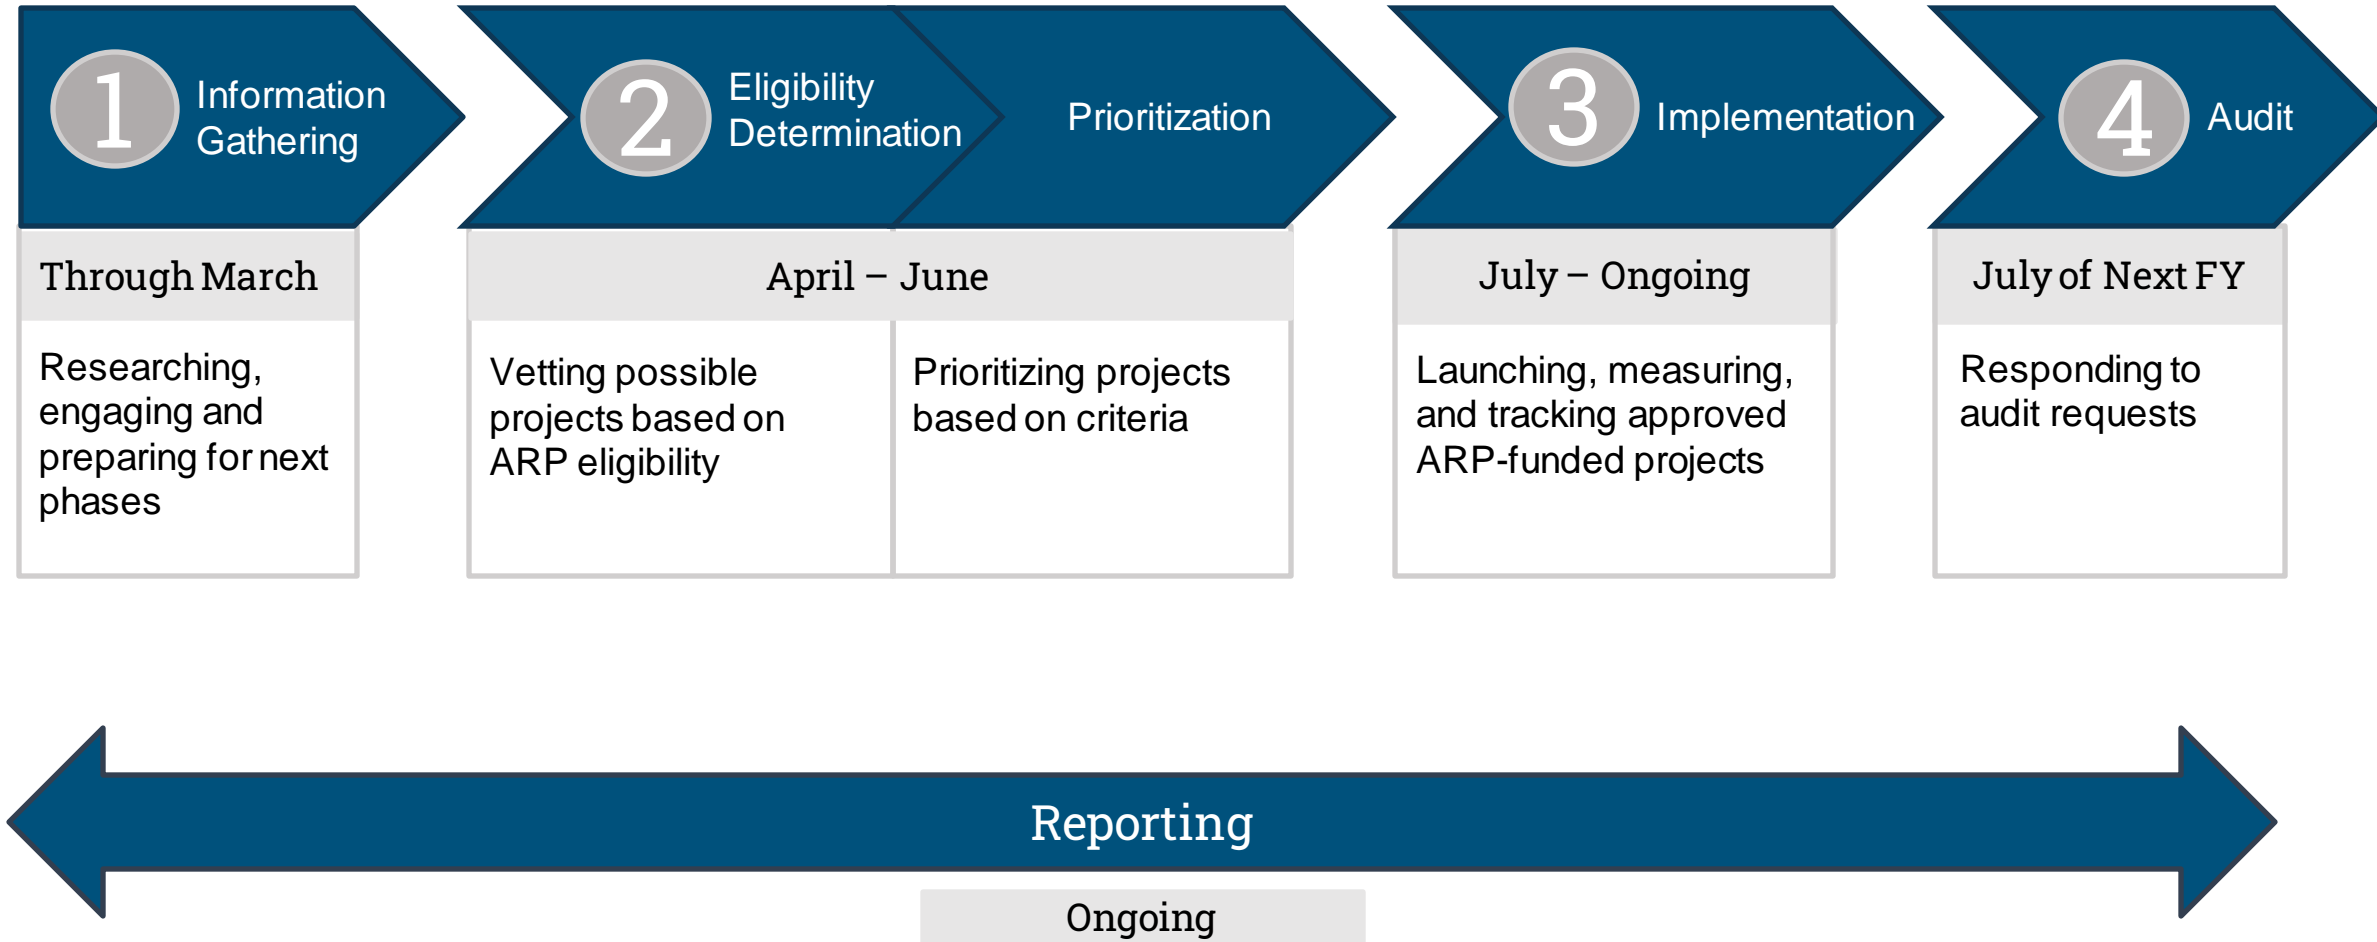 1
Information
Gathering
2
Eligibility
Determination
Prioritization
3
Implementation
4
Audit
Through March
April – June
July – Ongoing
July of Next FY
Researching,
engaging and
preparing for next
phases
Vetting possible
projects based on
ARP eligibility
Prioritizing projects
based on criteria
Launching, measuring,
and tracking approved
ARP-funded projects
Responding to
audit requests
Reporting
Ongoing